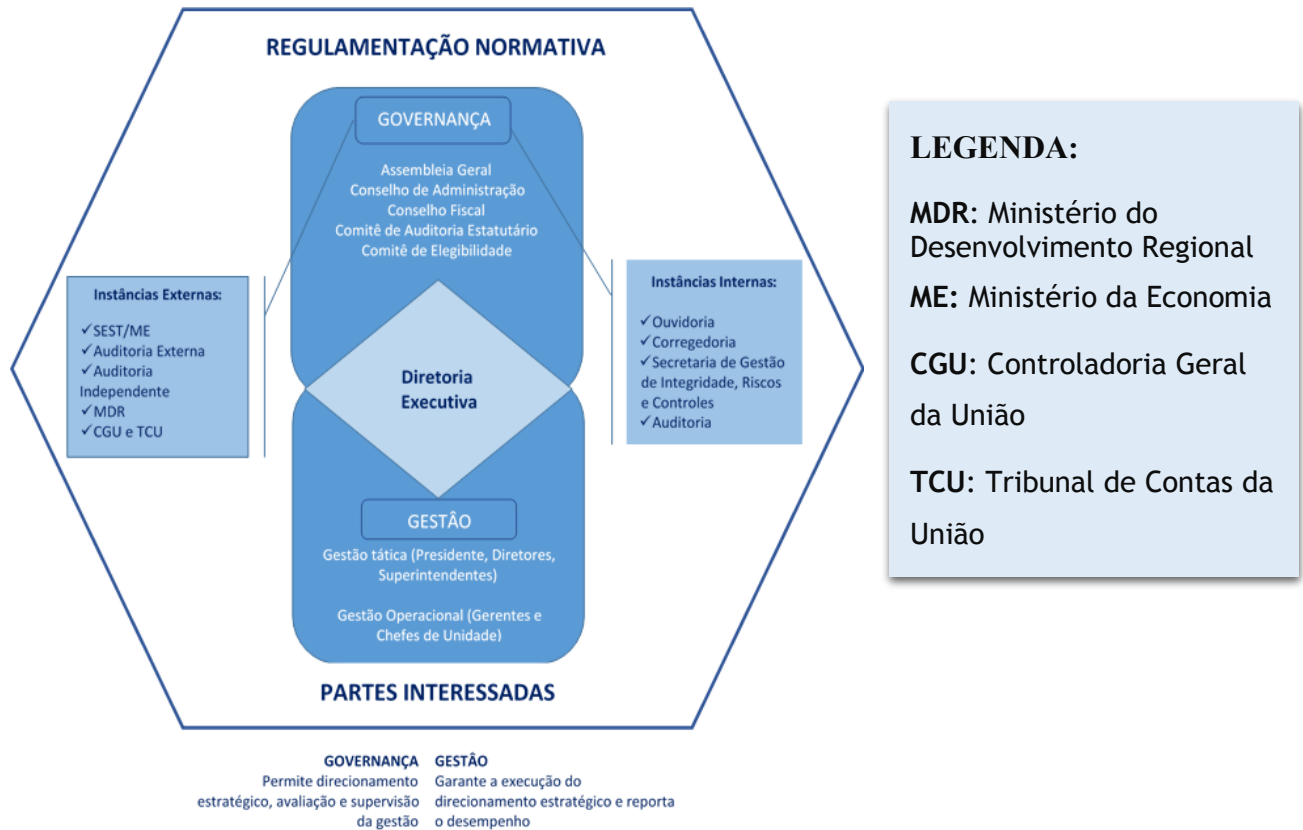 REGULAMENTAÇÃO NORMATIVA
GOVERNANÇA
Assembleia Geral
Conselho de Administração
Conselho Fiscal
Comitê de Auditoria Estatutário
Comitê de Elegibilidade
Instâncias Externas:
✓SEST/ME
✓Auditoria Externa
✓Auditoria
Independente
✓MDR
✓CGU e TCU
Diretoria
Executiva
Instâncias Internas:
✓Ouvidoria
✓Corregedoria
✓Secretaria de Gestão
de Integridade, Riscos
e Controles
✓Auditoria
GESTÂO
Gestão tática (Presidente, Diretores,
Superintendentes)
Gestão Operacional (Gerentes e
Chefes de Unidade)
PARTES INTERESSADAS
GOVERNANÇA
Permite direcionamento
estratégico, avaliação e supervisão
da gestão
GESTÂO
Garante a execução do
direcionamento estratégico e reporta
o desempenho
LEGENDA:
MDR: Ministério do
Desenvolvimento Regional
ME: Ministério da Economia
CGU: Controladoria Geral
da União
TCU: Tribunal de Contas da
União